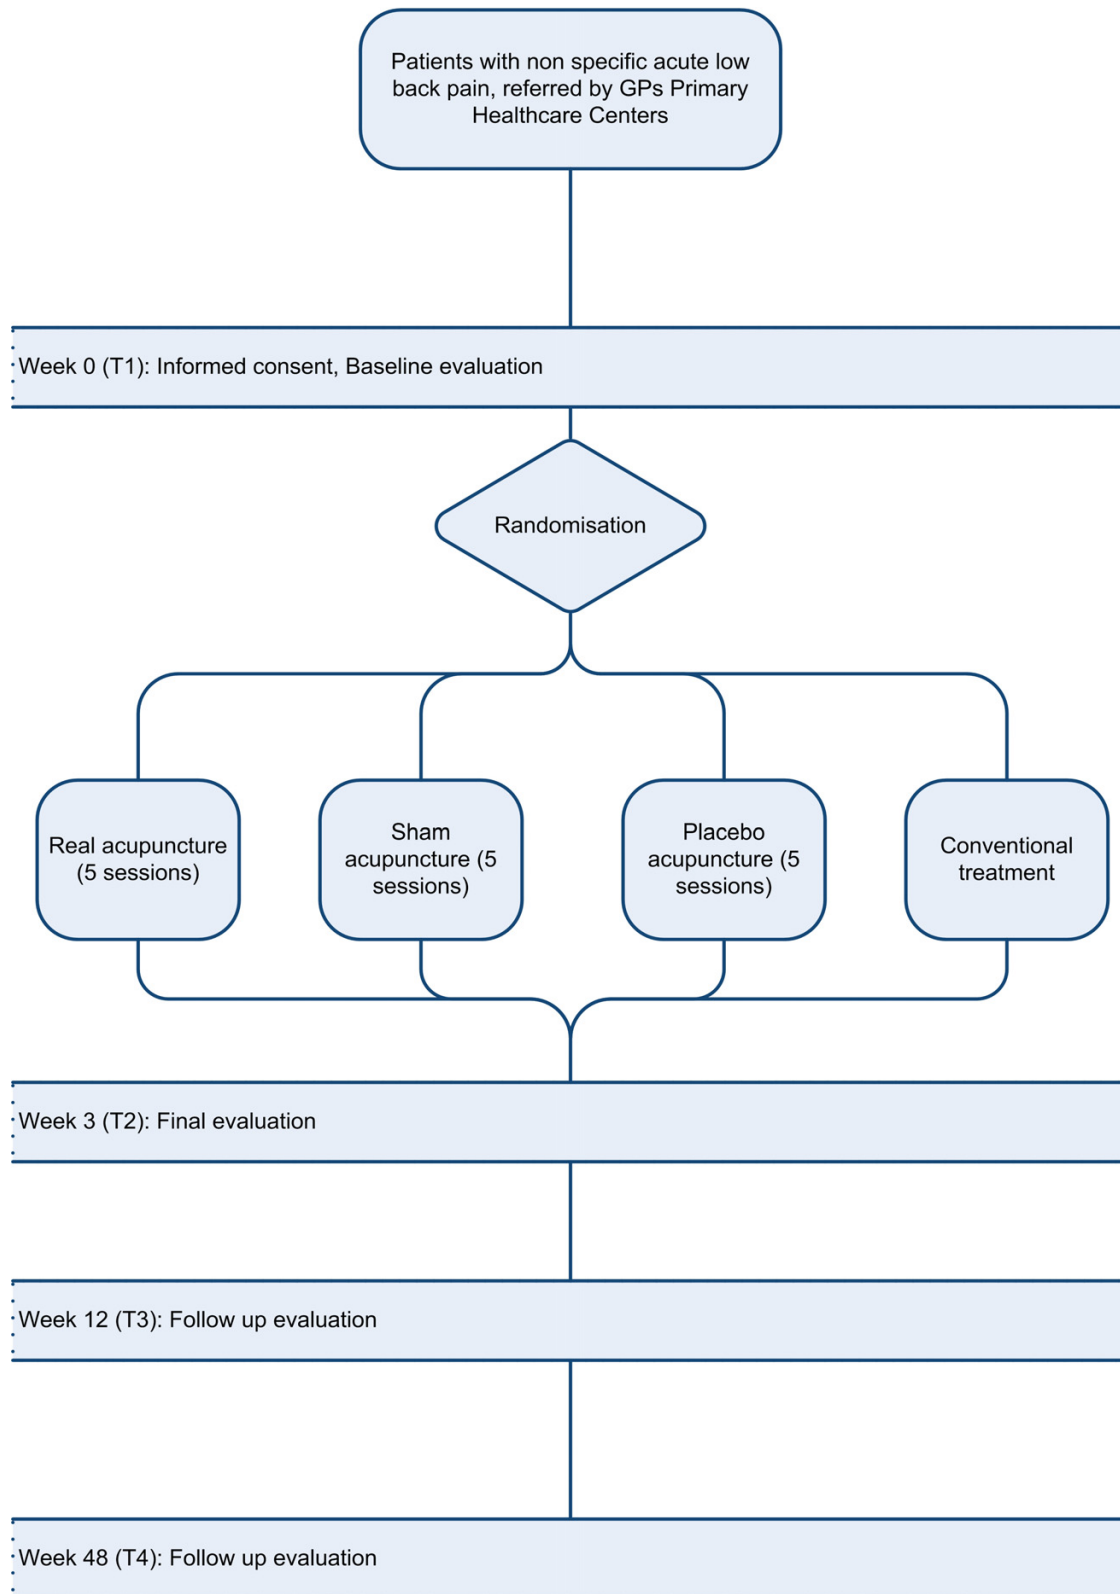 Patients with non specific acute low
back pain, referred by GPs Primary
Healthcare Centers
Week 0 (T1): Informed consent, Baseline evaluation
Randomisation
Real acupuncture
(5 sessions)
Sham
acupuncture (5
sessions)
Placebo
acupuncture (5
sessions)
Conventional
treatment
Week 3 (T2): Final evaluation
Week 12 (T3): Follow up evaluation
Week 48 (T4): Follow up evaluation